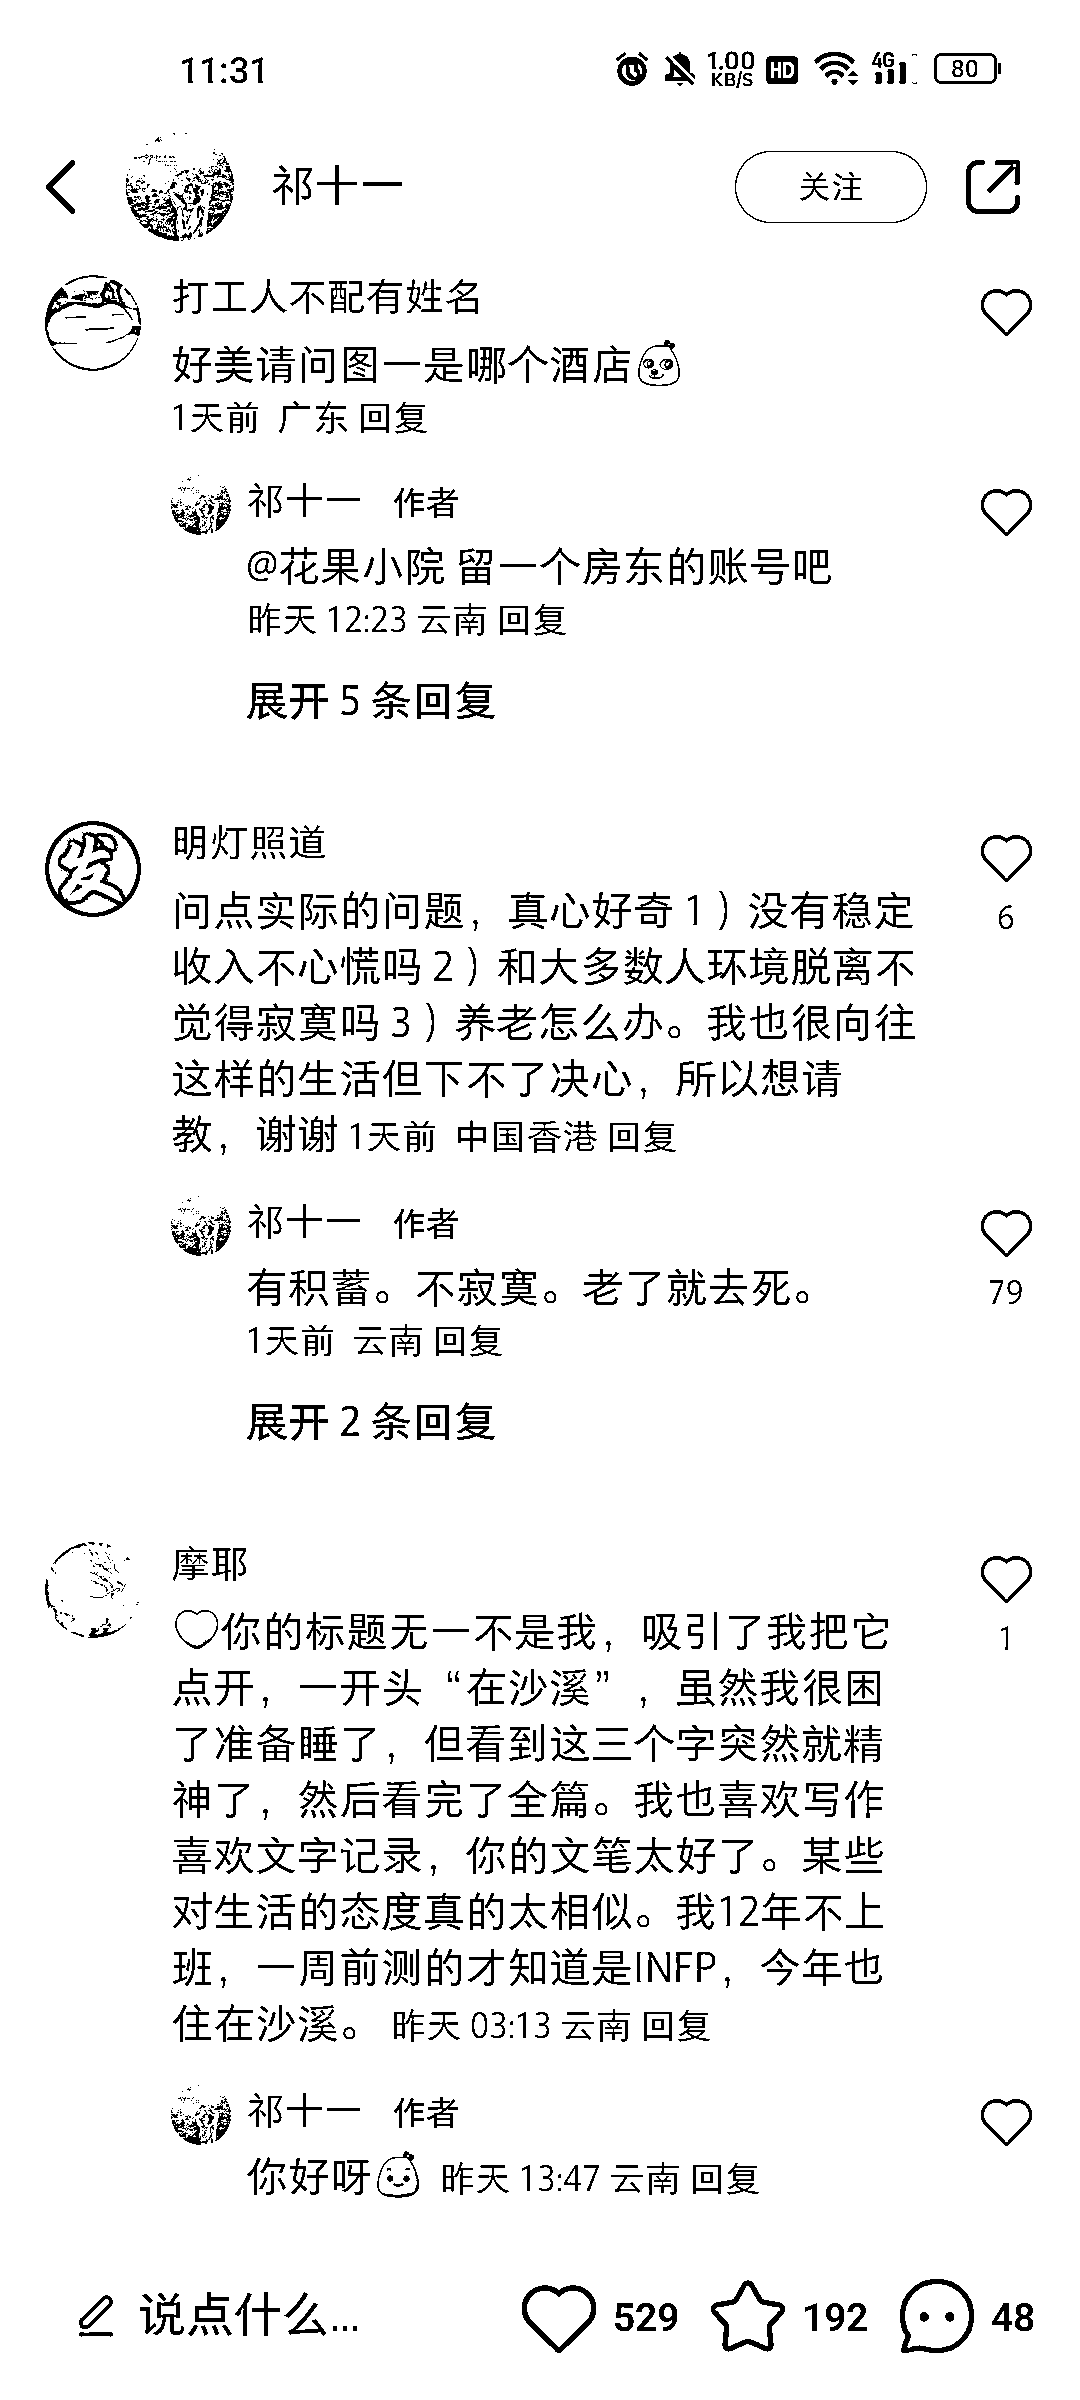 11:31 1.00 KB/S HD 4G 80
祁十一 关注
打工人不配有姓名
好美请问图一是哪个酒店
1天前 广东 回复
祁十一 作者
@花果小院 留一个房东的账号吧
昨天 12:23 云南 回复
展开 5 条回复
发
明灯照道
问点实际的问题，真心好奇 1）没有稳定
6
收入不心慌吗 2）和大多数人环境脱离不
觉得寂寞吗 3）养老怎么办。我也很向往
这样的生活但下不了决心，所以想请
教，谢谢 1天前 中国香港 回复
祁十一 作者
有积蓄。不寂寞。老了就去死。
79
1天前 云南 回复
展开 2 条回复
摩耶
你的标题无一不是我，吸引了我把它
1
点开，一开头“在沙溪”，虽然我很困
了准备睡了，但看到这三个字突然就精
神了，然后看完了全篇。我也喜欢写作
喜欢文字记录，你的文笔太好了。某些
对生活的态度真的太相似。我12年不上
班，一周前测的才知道是INFP，今年也
住在沙溪。 昨天 03:13 云南 回复
祁十一 作者
你好呀 昨天 13:47 云南 回复
说点什么... 529 192 48